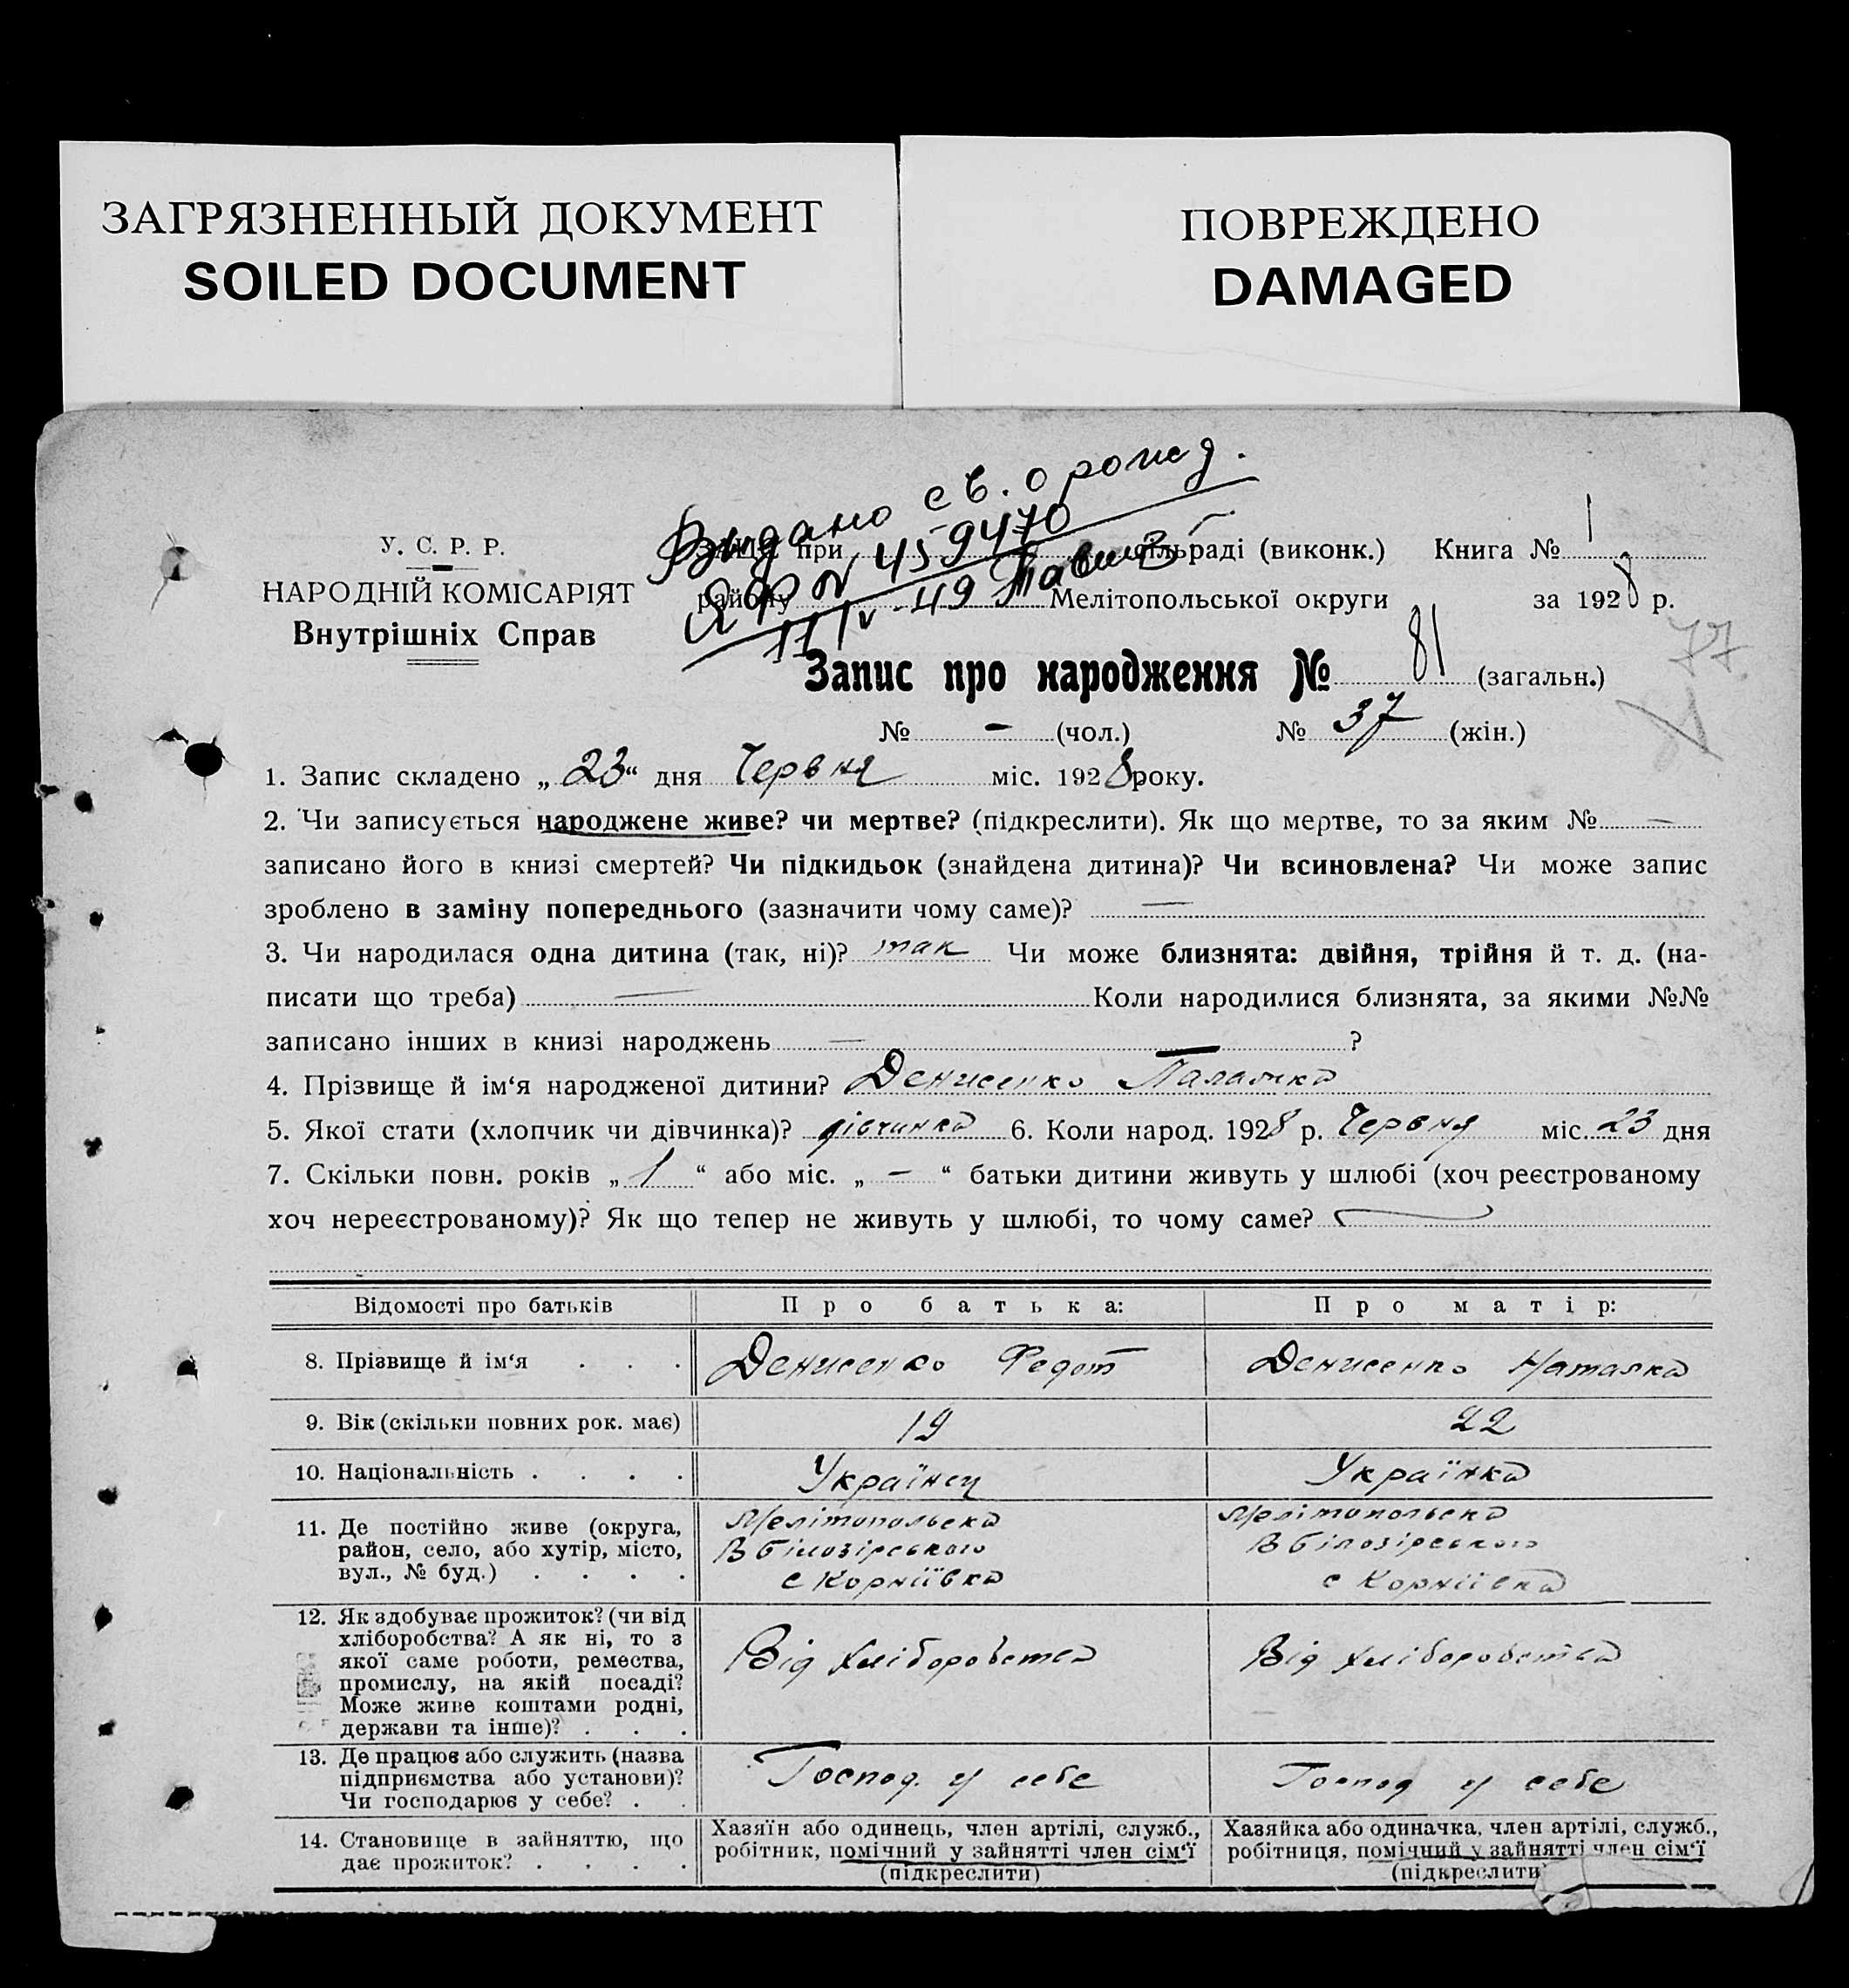 ЗАГРЯЗНЕННЫЙ ДОКУМЕНТ
SOILED DOCUMENT
ПОВРЕЖДЕНО
DAMAGED
Видано св. о рожд.
459470
11/IV-49
У. С. Р. Р.
НАРОДНІЙ КОМІСАРІЯТ
Внутрішніх Справ
при сільраді (виконк.) Книга № 1
району Мелітопольської округи за 1928 р.
77
Запис про народження № 81 (загальн.)
№ - (чол.) № 37 (жін.)
1. Запис складено „23“ дня Червня міс. 1928 року.
2. Чи записується народжене живе? чи мертве? (підкреслити). Як що мертве, то за яким № —
записано його в книзі смертей? Чи підкидьок (знайдена дитина)? Чи всиновлена? Чи може запис
зроблено в заміну попереднього (зазначити чому саме)? —
3. Чи народилася одна дитина (так, ні)? так Чи може близнята: двійня, трійня й т. д. (на-
писати що треба) — Коли народилися близнята, за якими №№
записано інших в книзі народжень — ?
4. Прізвище й ім‘я народженої дитини? Денисенко Палажка
5. Якої стати (хлопчик чи дівчинка)? дівчинка 6. Коли народ. 1928 р. Червня міс. 23 дня
7. Скільки повн. років „1“ або міс. „-“ батьки дитини живуть у шлюбі (хоч реєстрованому
хоч нереєстрованому)? Як що тепер не живуть у шлюбі, то чому саме?
Відомості про батьків Про батька: Про матір:
8. Прізвище й ім‘я . . . Денисенко Федот Денисенко Наталка
9. Вік (скільки повних рок. має) 19 22
10. Національність . . . . Українец Українка
11. Де постійно живе (округа,
район, село, або хутір, місто,
вул., № буд.) . . . .
Мелітопольска
В Білозірського
с Корніївка
Мелітопольска
В Білозірського
с Корніївка
12. Як здобуває прожиток? (чи від
хліборобства? А як ні, то з
якої саме роботи, ремества,
промислу, на якій посаді?
Може живе коштами родні,
держави та інше)? . . .
Від хліборобства
Від хліборобства
13. Де працює або служить (назва
підприємства або установи)?
Чи господарює у себе? . .
Господ. у себе
Господ у себе
14. Становище в зайняттю, що
дає прожиток? . . . .
Хазяїн або одинець, член артілі, служб.,
робітник, помічний у зайнятті член сім‘ї
(підкреслити)
Хазяйка або одиначка, член артілі, служб.,
робітниця, помічний у зайнятті член сім‘ї
(підкреслити)